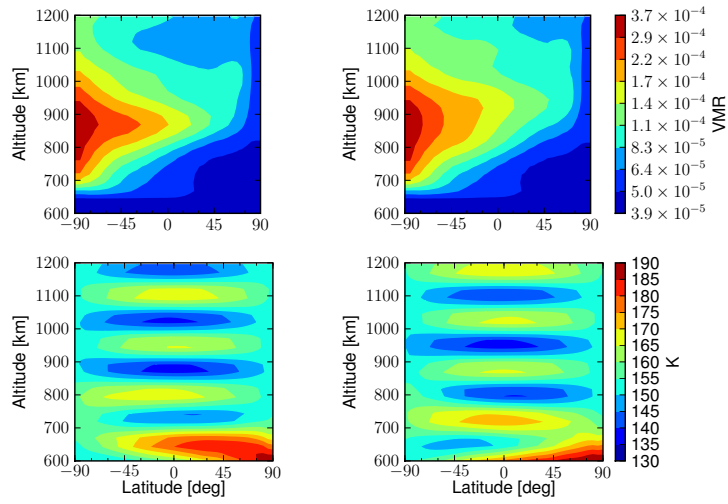 1200
1100
1000
900
800
700
600
Altitude [km]
−90 −45 0 45 90
1200
1100
1000
900
800
700
600
Altitude [km]
−90 −45 0 45 90
3.7 × 10⁻⁴
2.9 × 10⁻⁴
2.2 × 10⁻⁴
1.7 × 10⁻⁴
1.4 × 10⁻⁴
1.1 × 10⁻⁴
8.3 × 10⁻⁵
6.4 × 10⁻⁵
5.0 × 10⁻⁵
3.9 × 10⁻⁵
VMR
1200
1100
1000
900
800
700
600
Altitude [km]
−90 −45 0 45 90
Latitude [deg]
1200
1100
1000
900
800
700
600
Altitude [km]
−90 −45 0 45 90
Latitude [deg]
190
185
180
175
170
165
160
155
150
145
140
135
130
K